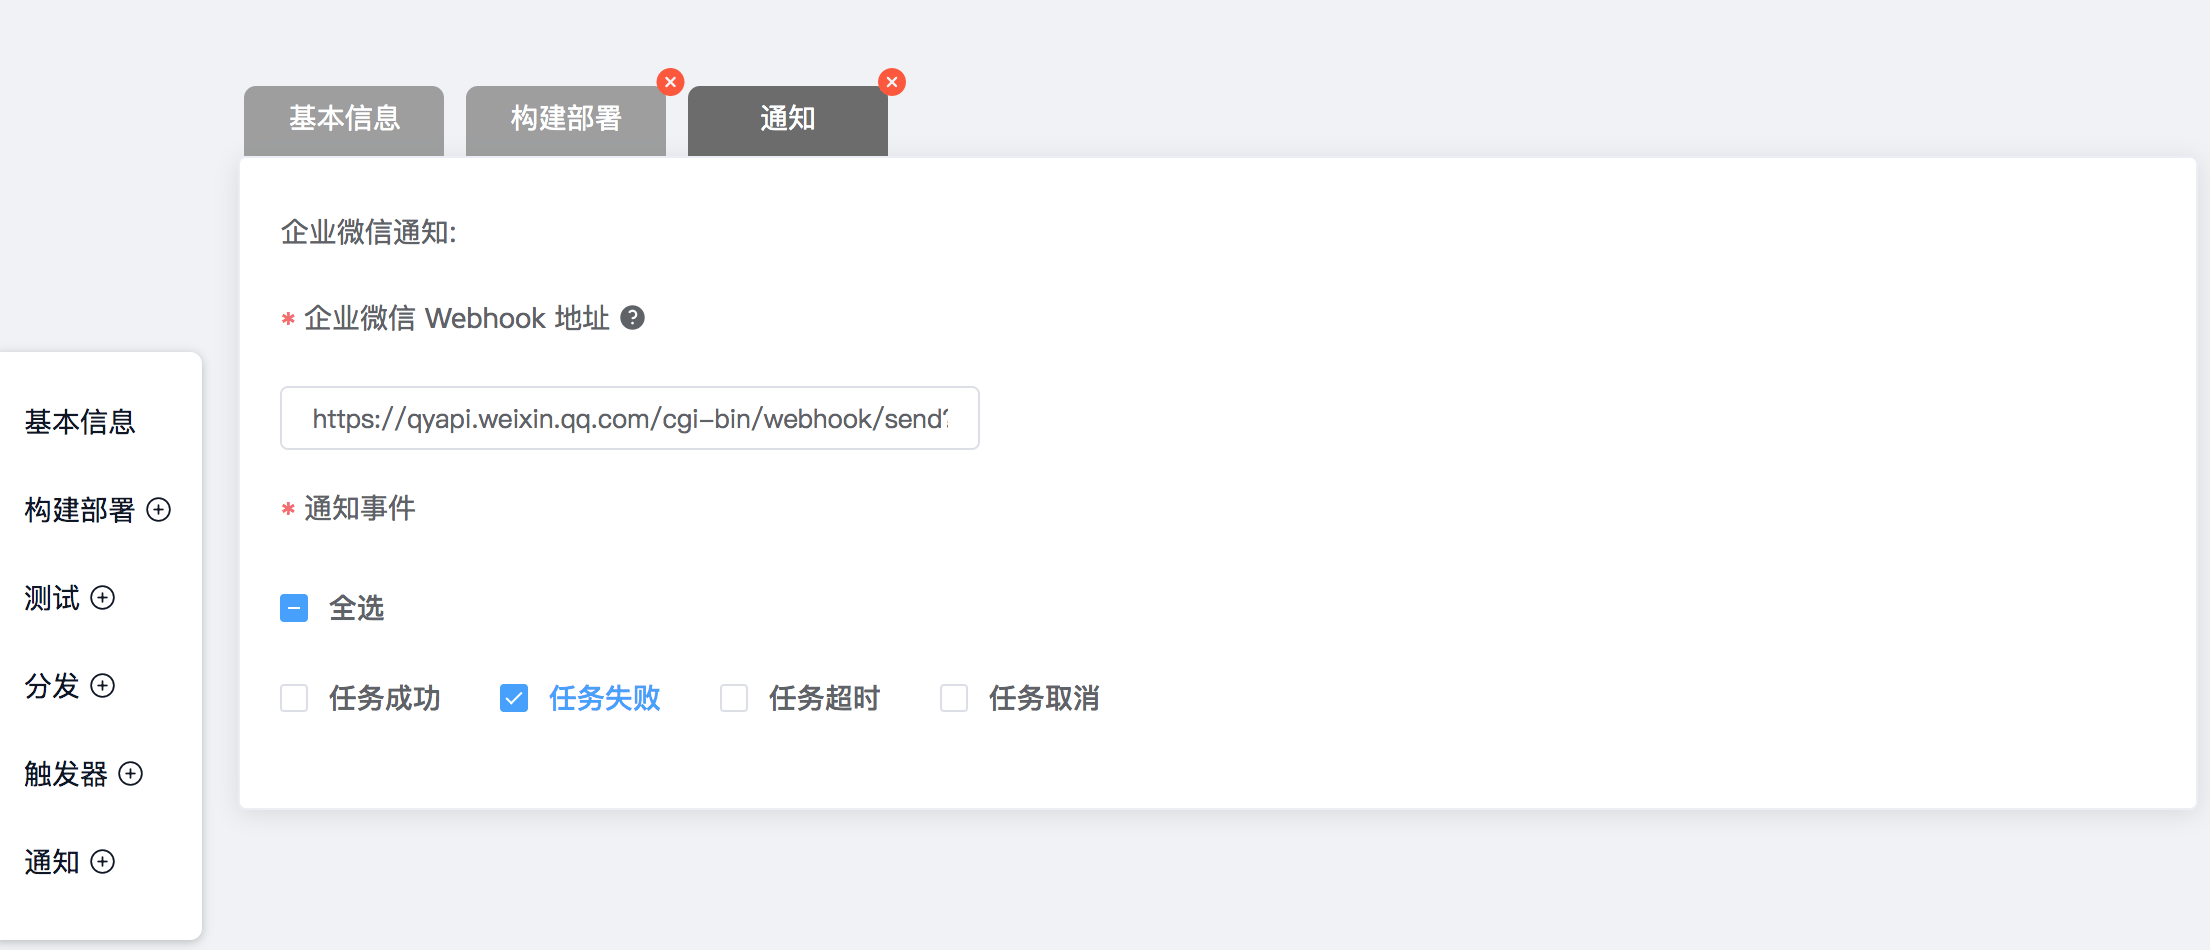 基本信息 构建部署 通知
企业微信通知:
* 企业微信 Webhook 地址 ?
https://qyapi.weixin.qq.com/cgi-bin/webhook/send?
* 通知事件
全选
任务成功 任务失败 任务超时 任务取消
基本信息
构建部署
测试
分发
触发器
通知